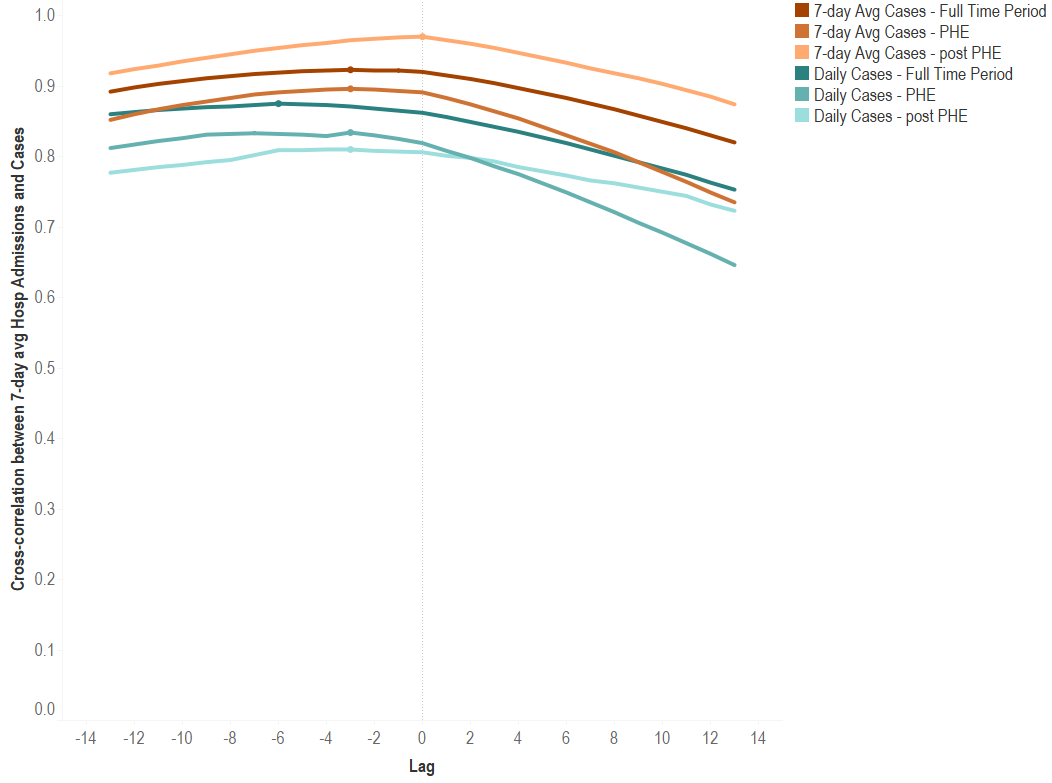 7-day Avg Cases - Full Time Period
7-day Avg Cases - PHE
7-day Avg Cases - post PHE
Daily Cases - Full Time Period
Daily Cases - PHE
Daily Cases - post PHE
Cross-correlation between 7-day avg Hosp Admissions and Cases
1.0
0.9
0.8
0.7
0.6
0.5
0.4
0.3
0.2
0.1
0.0
-14 -12 -10 -8 -6 -4 -2 0 2 4 6 8 10 12 14
Lag